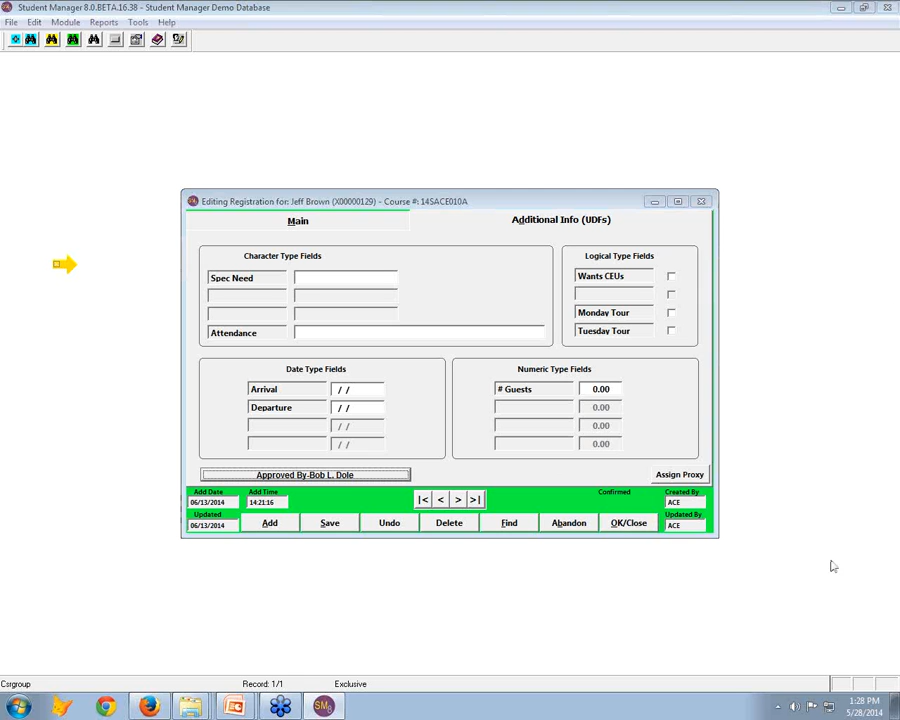 Student Manager 8.0.BETA.16.38 - Student Manager Demo Database
File Edit Module Reports Tools Help
Editing Registration for: Jeff Brown (X00000129) - Course #: 14SACE010A
Main Additional Info (UDFs)
Character Type Fields Logical Type Fields
Spec Need Wants CEUs
Monday Tour
Attendance Tuesday Tour
Date Type Fields Numeric Type Fields
Arrival / / # Guests 0.00
Departure / / 0.00
/ / 0.00
/ / 0.00
Approved By-Bob L. Dole Assign Proxy
Add Date Add Time Confirmed Created By
06/13/2014 14:21:16 |< < > >| ACE
Updated Updated By
06/13/2014 Add Save Undo Delete Find Abandon OK/Close ACE
Csrgroup Record: 1/1 Exclusive
SM8 1:28 PM
5/28/2014